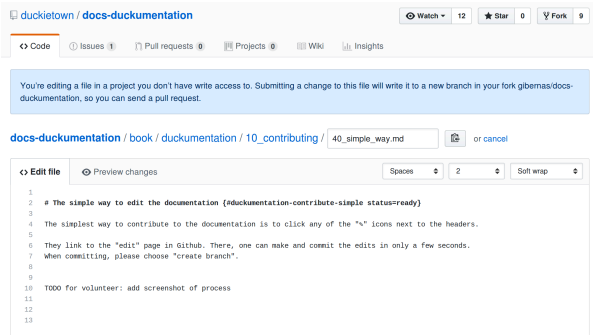 duckietown / docs-duckumentation
Watch 12 Star 0 Fork 9
Code Issues 1 Pull requests 0 Projects 0 Wiki Insights
You're editing a file in a project you don't have write access to. Submitting a change to this file will write it to a new branch in your fork gibernas/docs-
duckumentation, so you can send a pull request.
docs-duckumentation / book / duckumentation / 10_contributing / 40_simple_way.md or cancel
Edit file Preview changes Spaces 2 Soft wrap
1
2 # The simple way to edit the documentation {#duckumentation-contribute-simple status=ready}
3
4 The simplest way to contribute to the documentation is to click any of the "✎" icons next to the headers.
5
6 They link to the "edit" page in Github. There, one can make and commit the edits in only a few seconds.
7 When committing, please choose "create branch".
8
9
10 TODO for volunteer: add screenshot of process
11
12
13